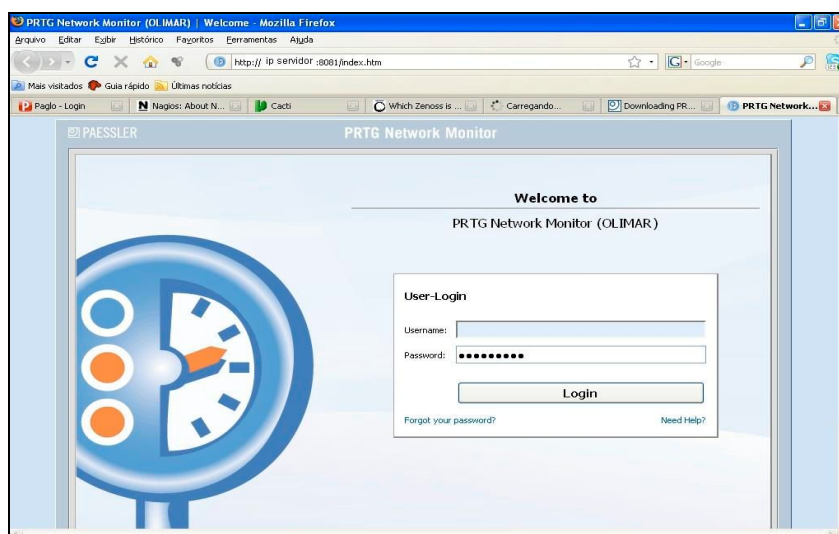 PRTG Network Monitor (OLIMAR) | Welcome - Mozilla Firefox
Arquivo Editar Exibir Histórico Favoritos Ferramentas Ajuda
http:// ip servidor :8081/index.htm
G Google
Mais visitados Guia rápido Últimas notícias
Paglo - Login N Nagios: About N... Cacti Which Zenoss is ... Carregando... Downloading PR... PRTG Network...
PAESSLER PRTG Network Monitor
Welcome to
PRTG Network Monitor (OLIMAR)
User-Login
Username:
Password:
Login
Forgot your password? Need Help?